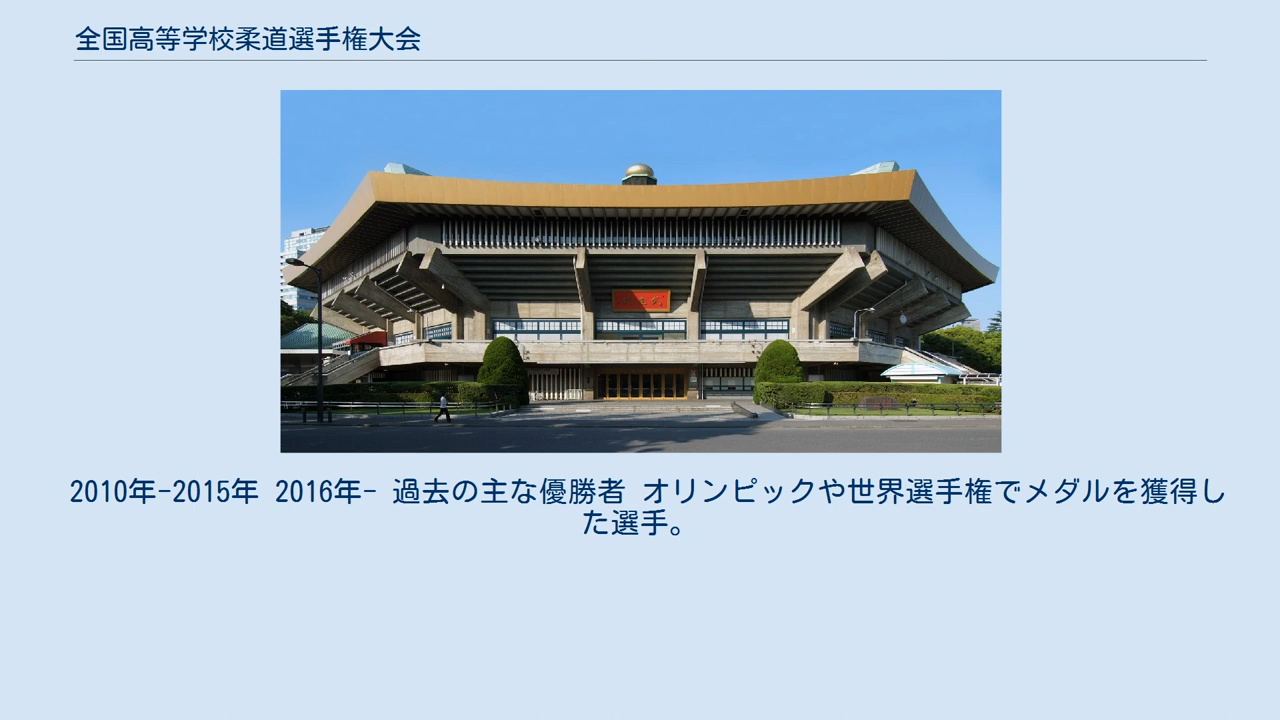 全国高等学校柔道選手権大会
2010年-2015年 2016年- 過去の主な優勝者 オリンピックや世界選手権でメダルを獲得し
た選手。